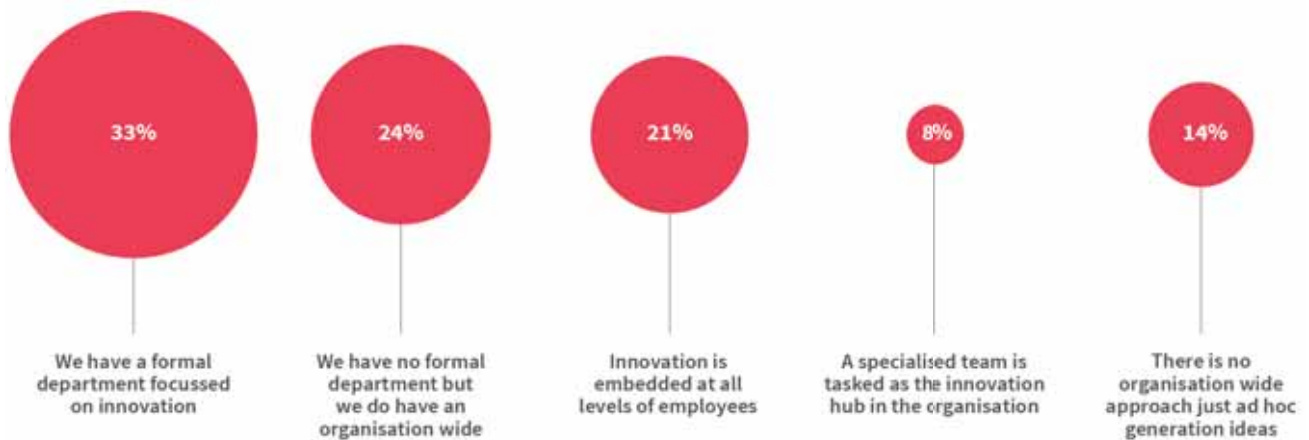 33%
24%
21%
8%
14%
We have a formal
department focussed
on innovation
We have no formal
department but
we do have an
organisation wide
Innovation is
embedded at all
levels of employees
A specialised team is
tasked as the innovation
hub in the organisation
There is no
organisation wide
approach just ad hoc
generation ideas